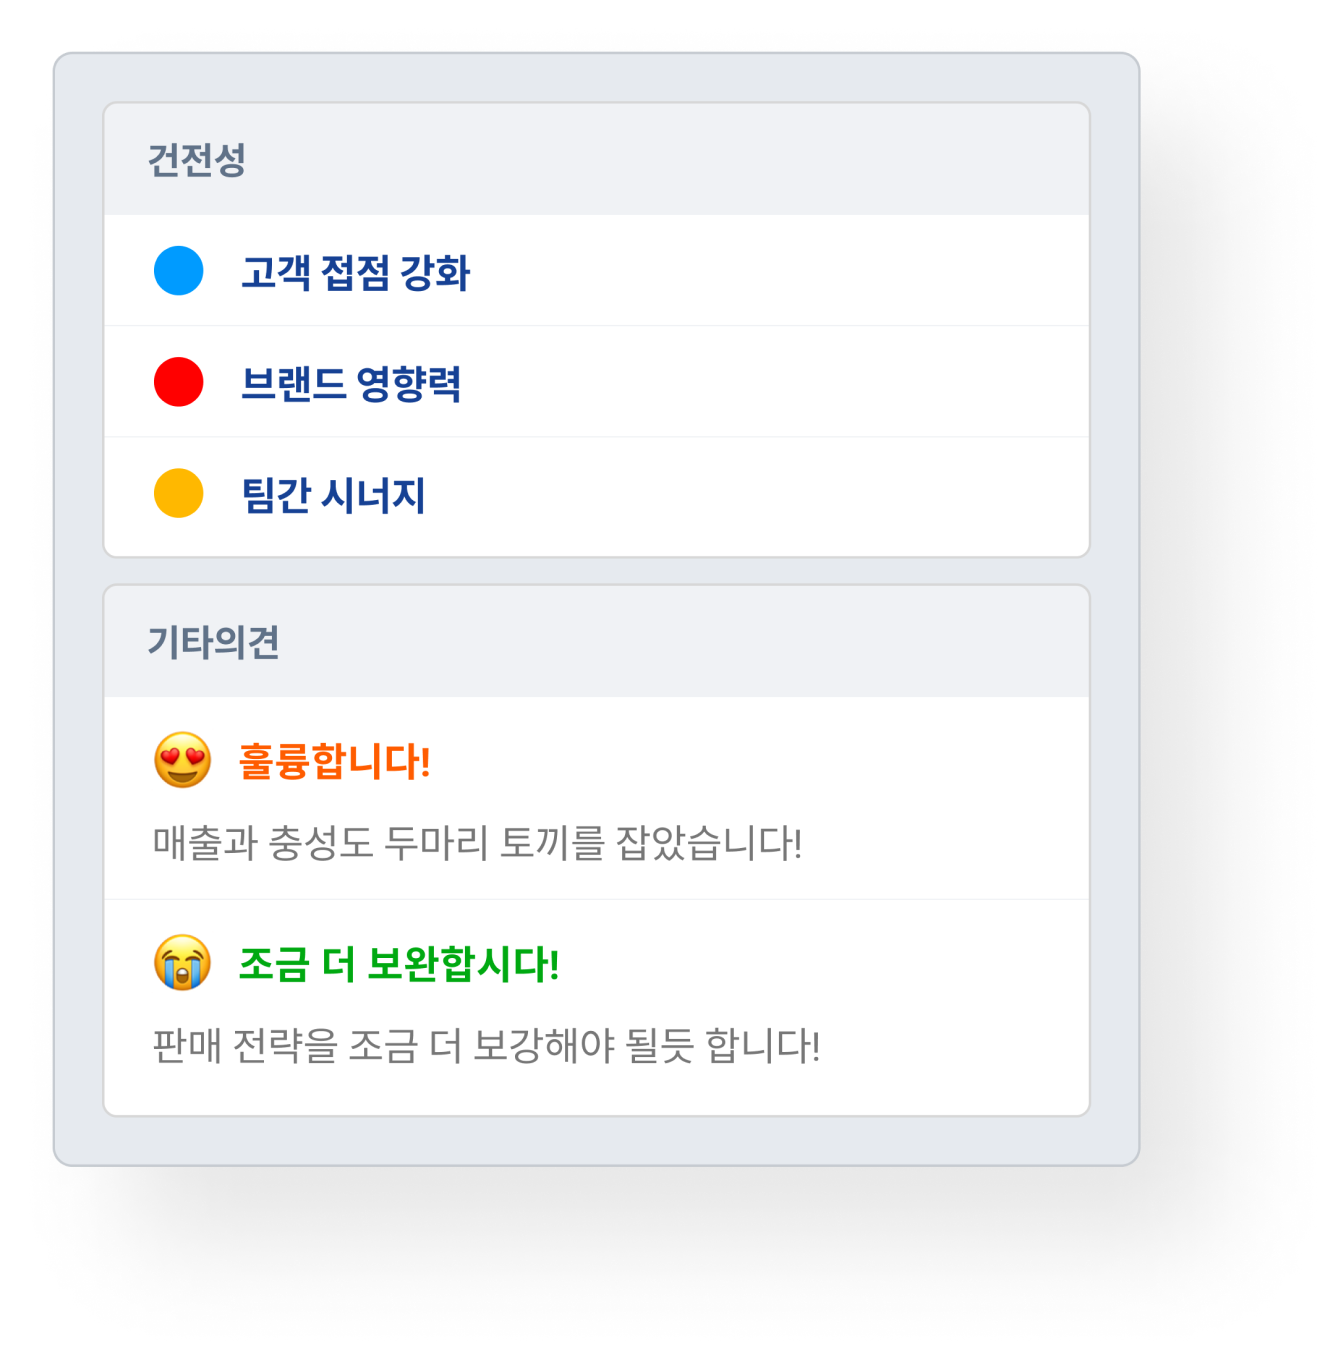 건전성
고객 접점 강화
브랜드 영향력
팀간 시너지
기타의견
훌륭합니다!
매출과 충성도 두마리 토끼를 잡았습니다!
조금 더 보완합시다!
판매 전략을 조금 더 보강해야 될듯 합니다!